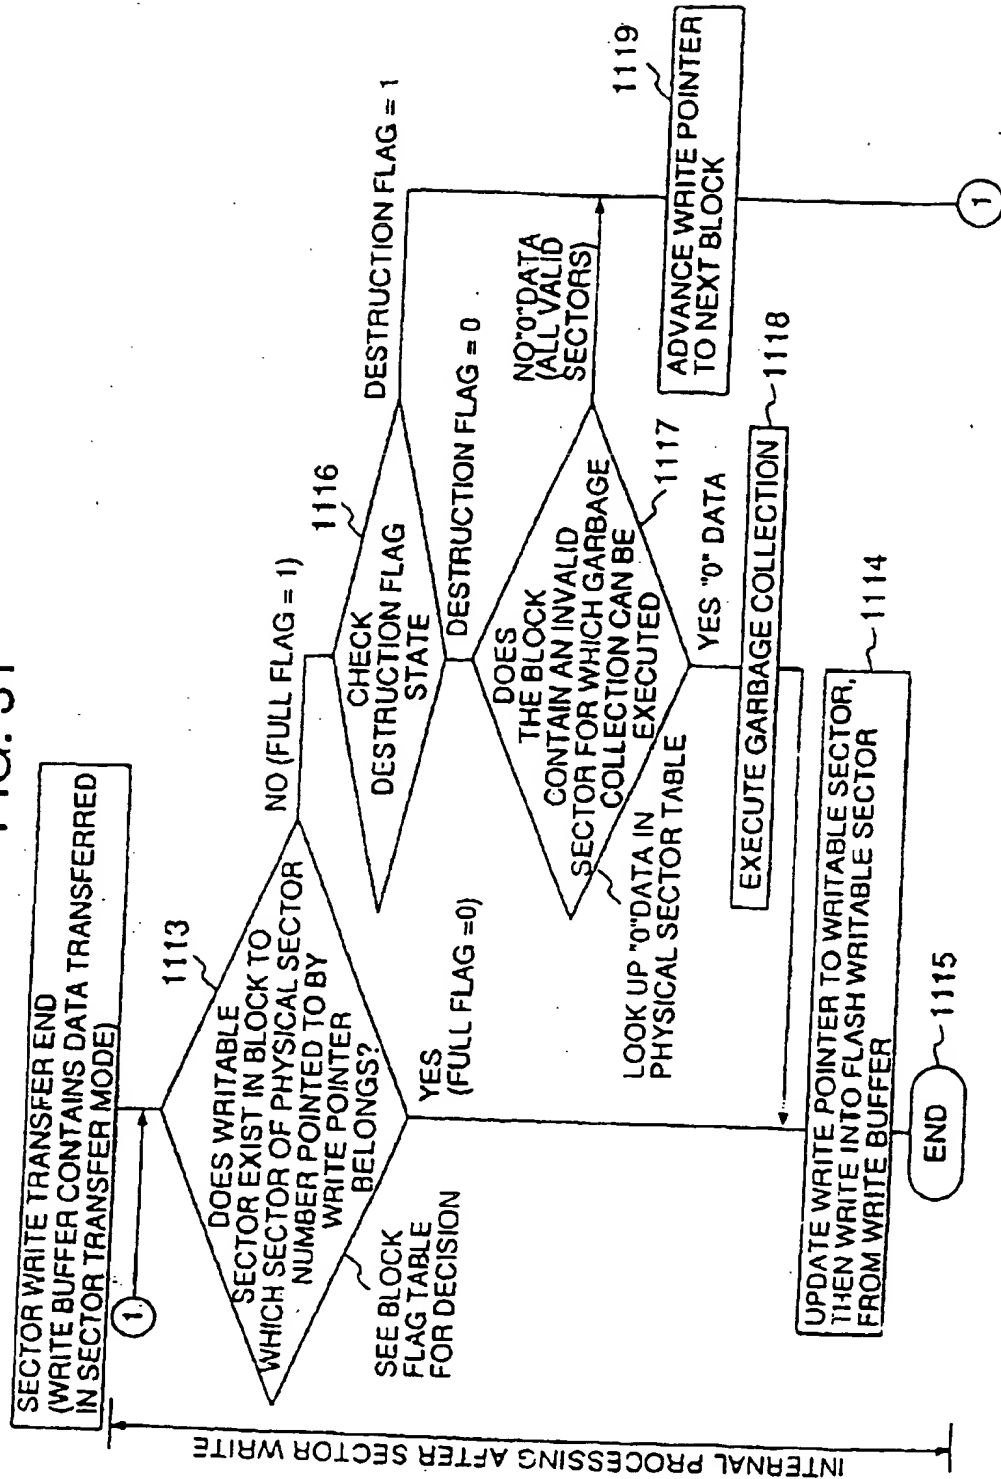 SECTOR WRITE TRANSFER END
(WRITE BUFFER CONTAINS DATA TRANSFERRED
IN SECTOR TRANSFER MODE)
1
1113
DOES WRITABLE
SECTOR EXIST IN BLOCK TO
WHICH SECTOR OF PHYSICAL SECTOR
NUMBER POINTED TO BY
WRITE POINTER
BELONGS?
NO (FULL FLAG = 1)
YES
(FULL FLAG =0)
SEE BLOCK
FLAG TABLE
FOR DECISION
1116
CHECK
DESTRUCTION FLAG
STATE
DESTRUCTION FLAG = 1
DESTRUCTION FLAG = 0
DOES
THE BLOCK
CONTAIN AN INVALID
SECTOR FOR WHICH GARBAGE
COLLECTION CAN BE
EXECUTED
1117
NO"0"DATA
(ALL VALID
SECTORS)
LOOK UP "0"DATA IN
PHYSICAL SECTOR TABLE
YES "0" DATA
EXECUTE GARBAGE COLLECTION
1118
1119
ADVANCE WRITE POINTER
TO NEXT BLOCK
1
UPDATE WRITE POINTER TO WRITABLE SECTOR,
THEN WRITE INTO FLASH WRITABLE SECTOR
FROM WRITE BUFFER
1114
END
1115
INTERNAL PROCESSING AFTER SECTOR WRITE